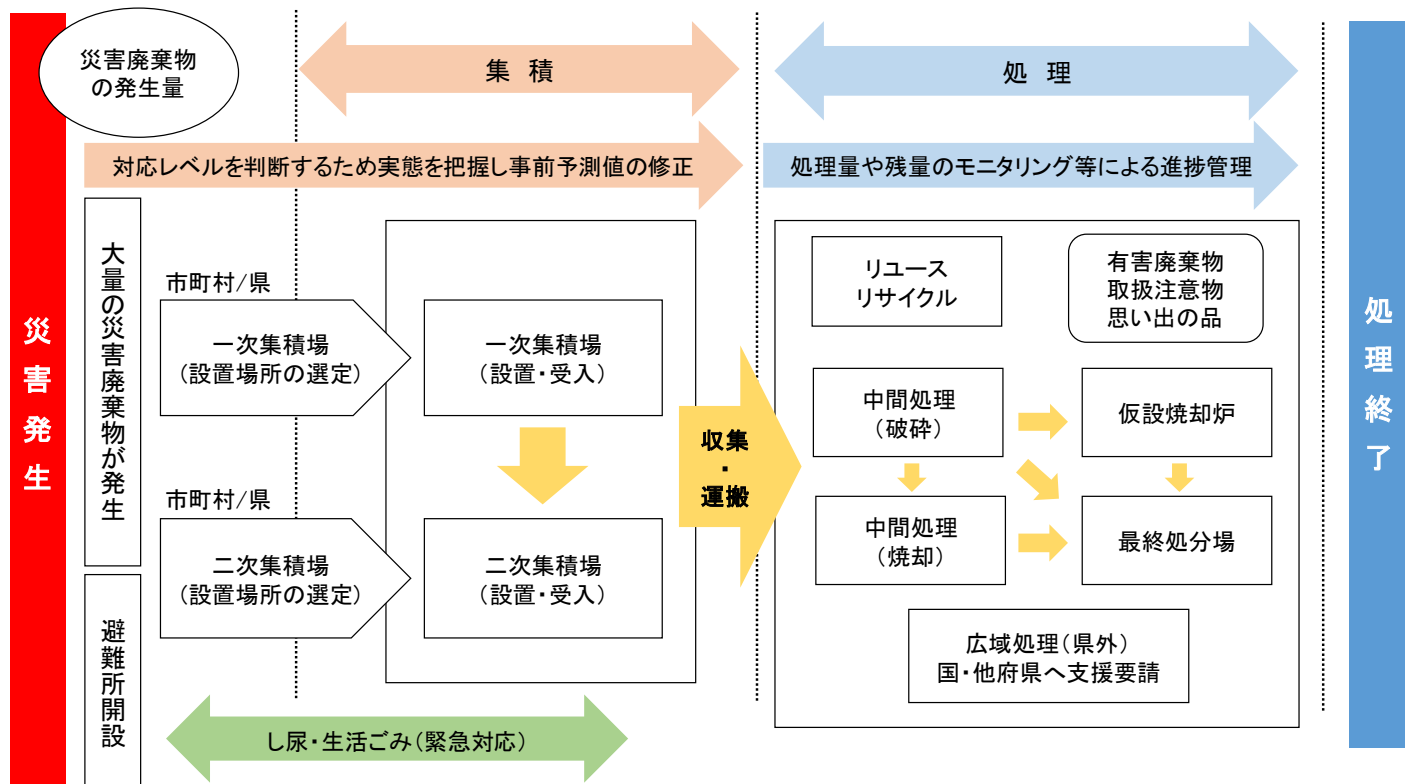 災害発生
災害廃棄物
の発生量
集 積
処 理
対応レベルを判断するため実態を把握し事前予測値の修正
処理量や残量のモニタリング等による進捗管理
大量の災害廃棄物が発生
避難所開設
市町村/県
一次集積場
(設置場所の選定)
市町村/県
二次集積場
(設置場所の選定)
一次集積場
(設置・受入)
二次集積場
(設置・受入)
し尿・生活ごみ(緊急対応)
収集
・
運搬
リユース
リサイクル
有害廃棄物
取扱注意物
思い出の品
中間処理
(破砕)
仮設焼却炉
中間処理
(焼却)
最終処分場
広域処理(県外)
国・他府県へ支援要請
処理終了